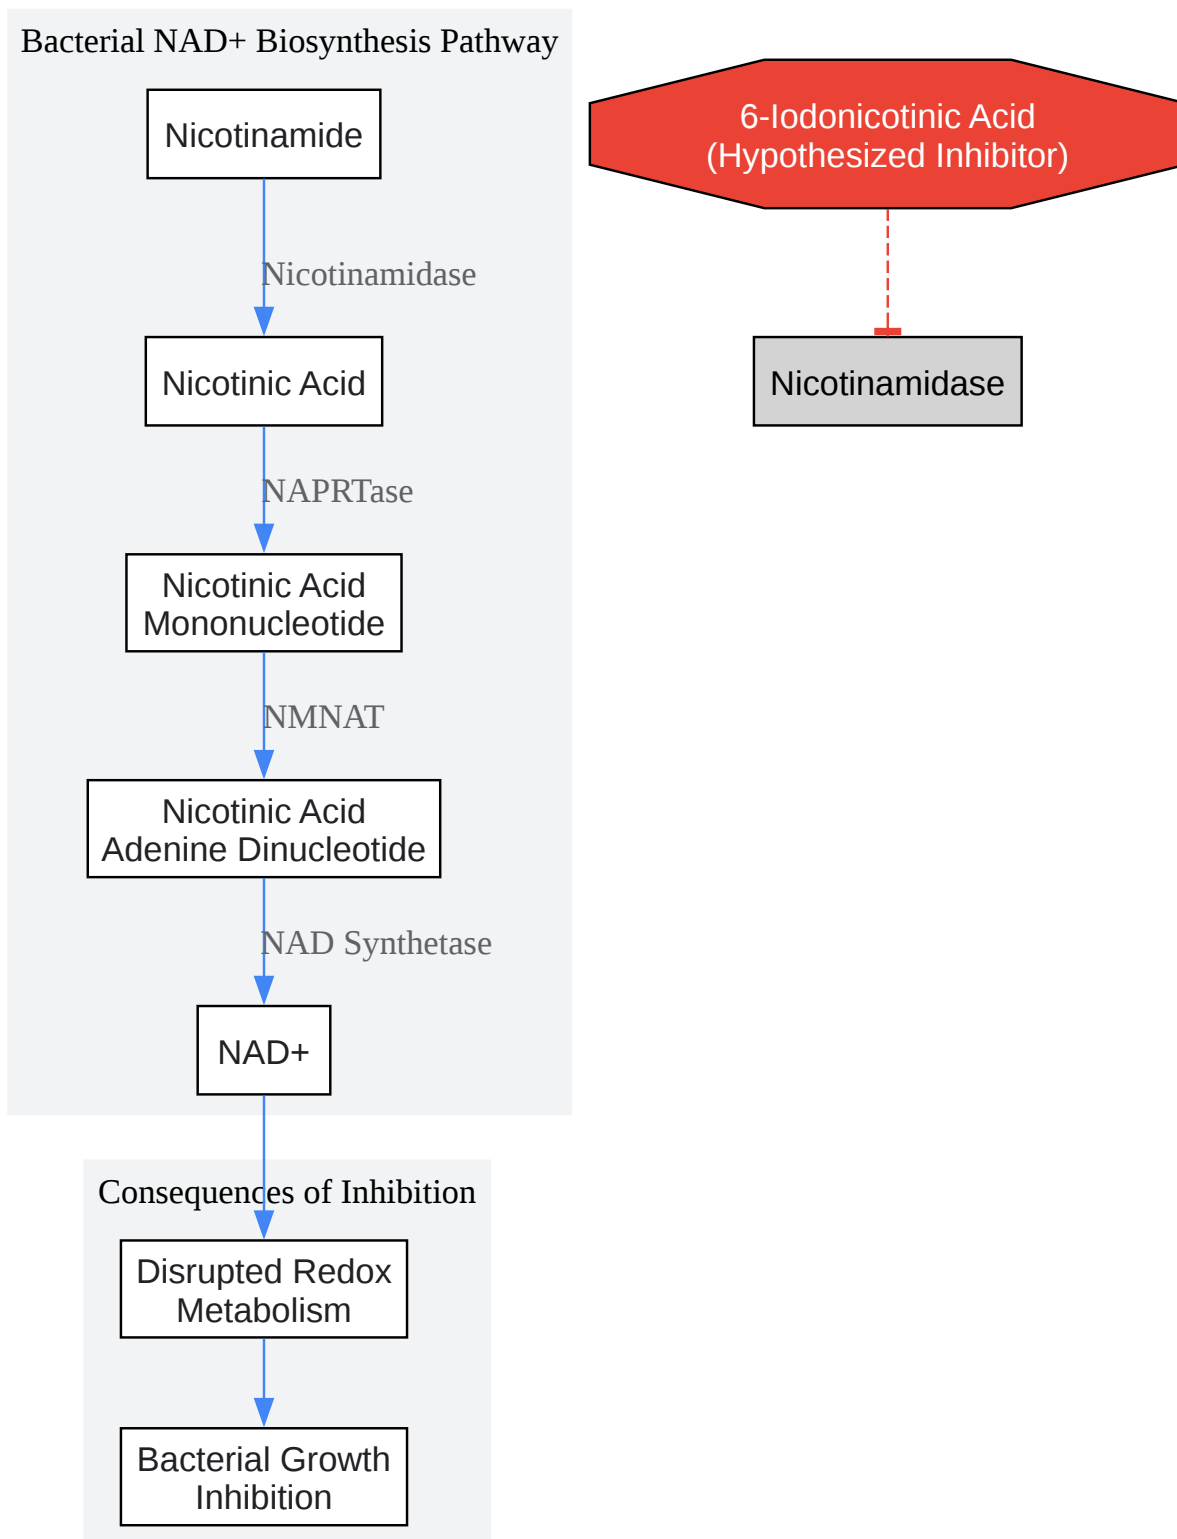 Bacterial NAD+ Biosynthesis Pathway
Nicotinamide
Nicotinamidase
Nicotinic Acid
NAPRTase
Nicotinic Acid
Mononucleotide
NMNAT
Nicotinic Acid
Adenine Dinucleotide
NAD Synthetase
NAD+
Consequences of Inhibition
Disrupted Redox
Metabolism
Bacterial Growth
Inhibition
6-Iodonicotinic Acid
(Hypothesized Inhibitor)
Nicotinamidase